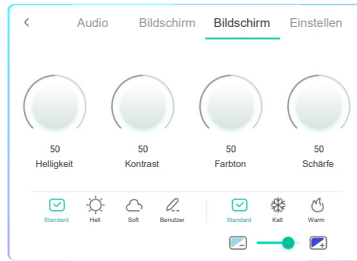 Audio Bildschirm Bildschirm Einstellen
50 50 50 50
Helligkeit Kontrast Farbton Schärfe
Standard Hell Soft Benutzer Standard Kalt Warm